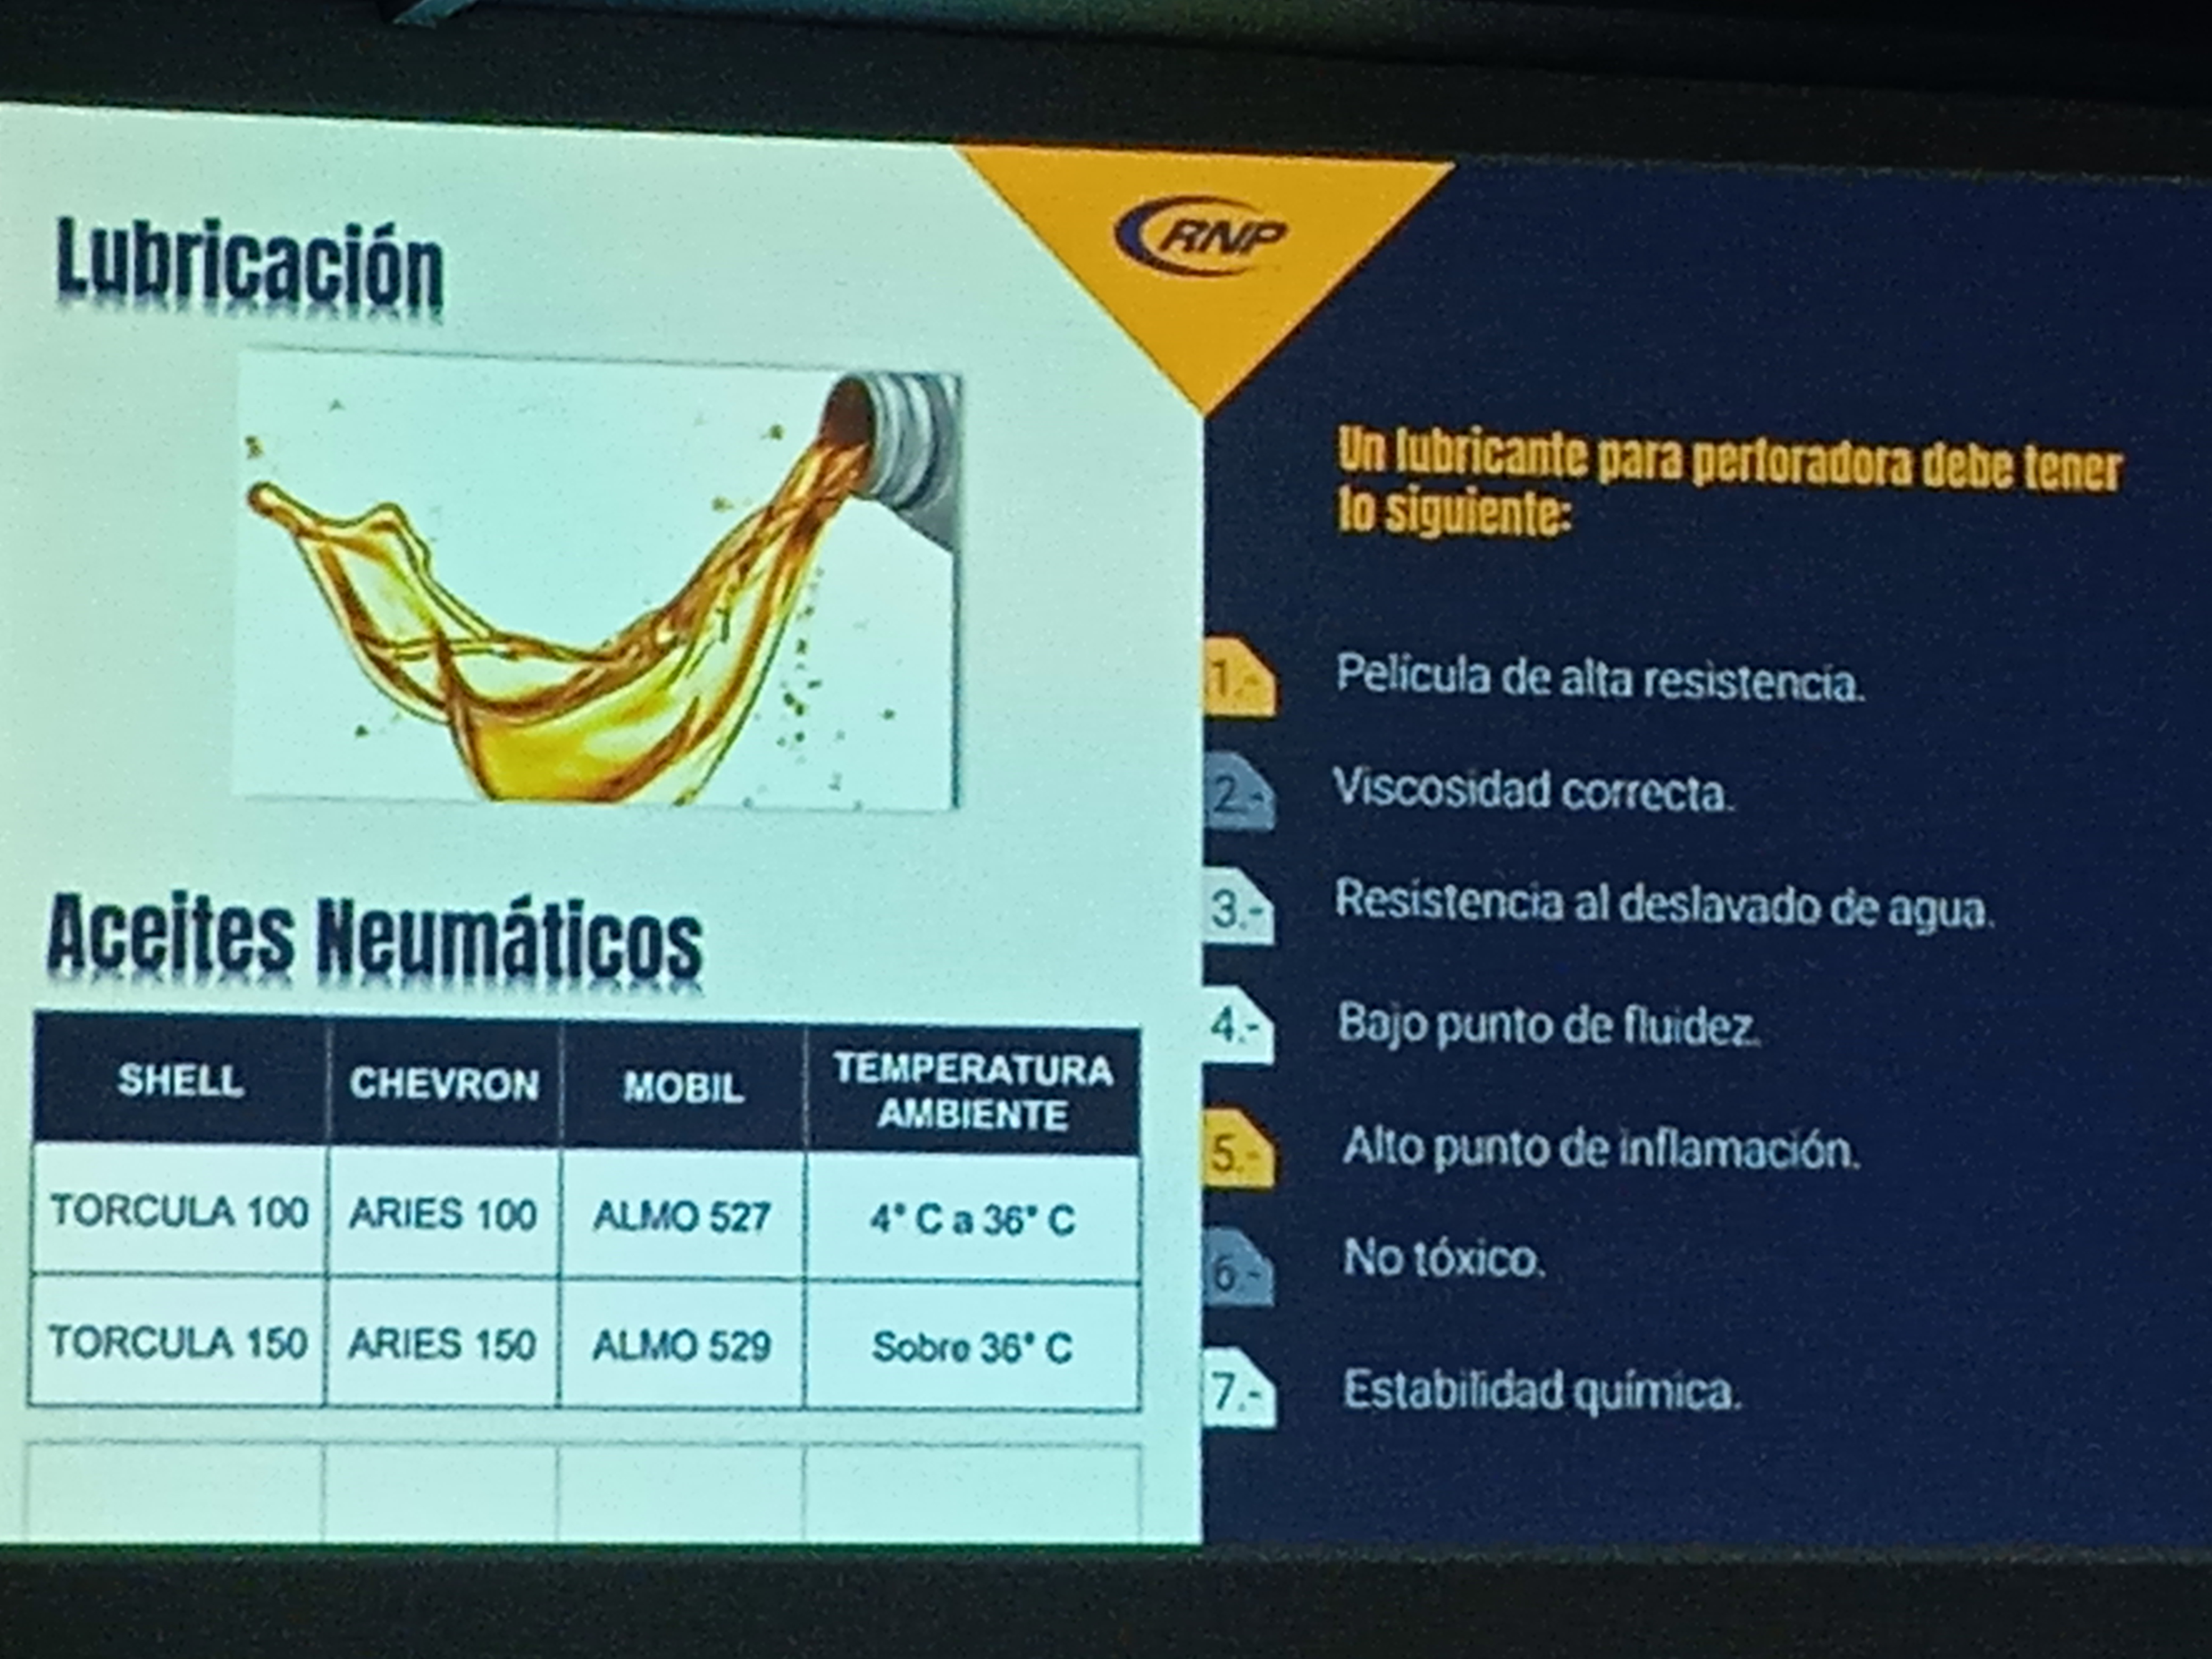 Lubricación
Aceites Neumáticos
SHELL CHEVRON MOBIL TEMPERATURA AMBIENTE
TORCULA 100 ARIES 100 ALMO 527 4° C a 36° C
TORCULA 150 ARIES 150 ALMO 529 Sobre 36° C
RNP
Un lubricante para perforadora debe tener
lo siguiente:
1.- Película de alta resistencia.
2.- Viscosidad correcta.
3.- Resistencia al deslavado de agua.
4.- Bajo punto de fluidez.
5.- Alto punto de inflamación.
6.- No tóxico.
7.- Estabilidad química.